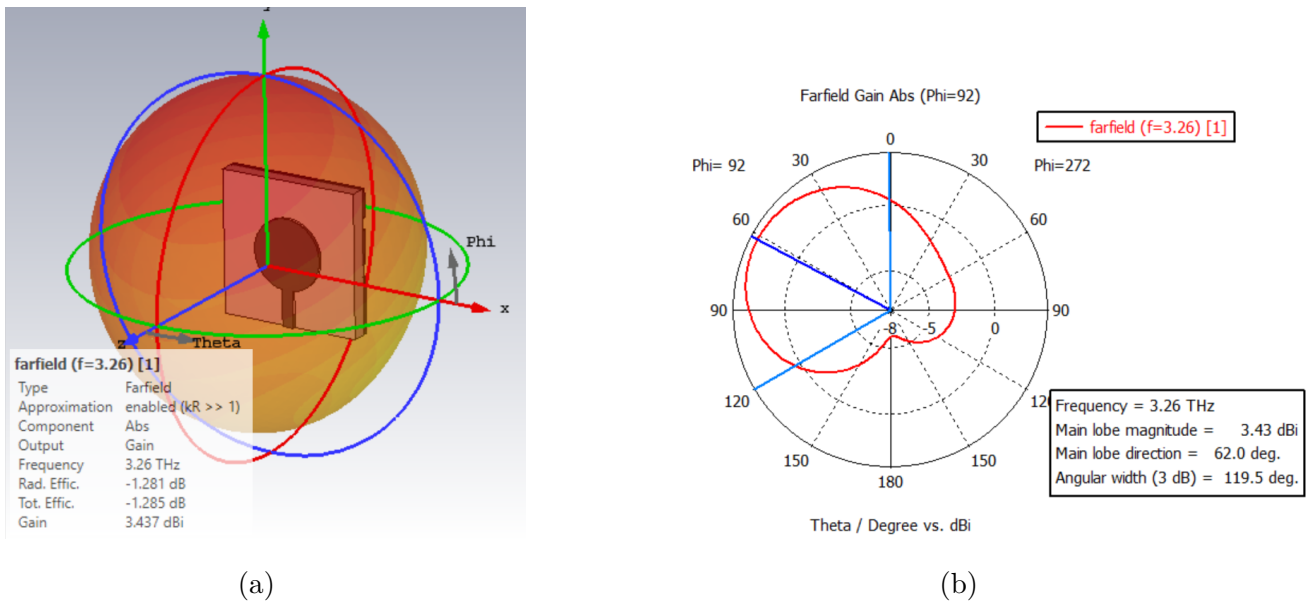 Phi
x
z
Theta
farfield (f=3.26) [1]
Type Farfield
Approximation enabled (kR >> 1)
Component Abs
Output Gain
Frequency 3.26 THz
Rad. Effic. -1.281 dB
Tot. Effic. -1.285 dB
Gain 3.437 dBi
(a)
Farfield Gain Abs (Phi=92)
farfield (f=3.26) [1]
Phi= 92
30
0
30
Phi=272
60
60
90
-8
-5
0
90
120
150
180
150
Frequency = 3.26 THz
Main lobe magnitude = 3.43 dBi
Main lobe direction = 62.0 deg.
Angular width (3 dB) = 119.5 deg.
Theta / Degree vs. dBi
(b)